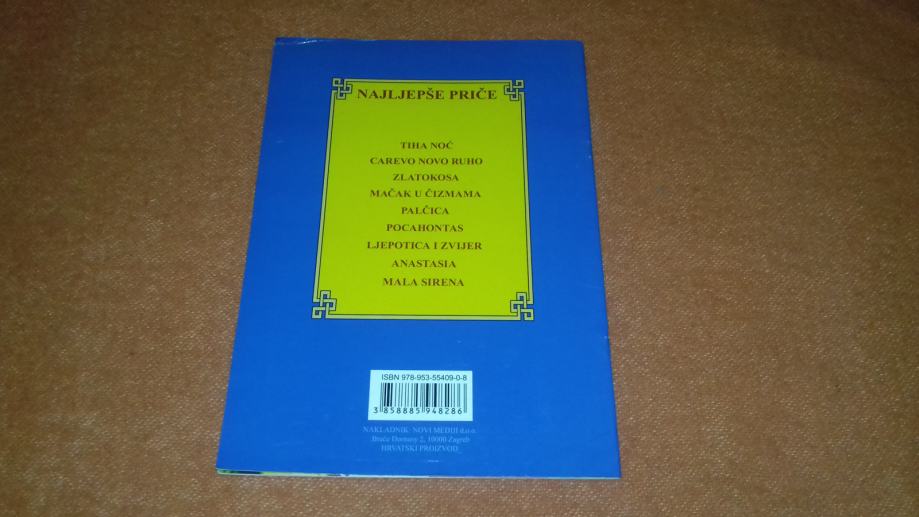 NAJLJEPŠE PRIČE
TIHA NOĆ
CAREVO NOVO RUHO
ZLATOKOSA
MAČAK U ČIZMAMA
PALČICA
POCAHONTAS
LJEPOTICA I ZVIJER
ANASTASIA
MALA SIRENA
ISBN 978-953-55409-0-8
3 858885 948286
NAKLADNIK NOVI MEDIJI d.o.o.
Braće Domany 2, 10000 Zagreb
HRVATSKI PROIZVOD